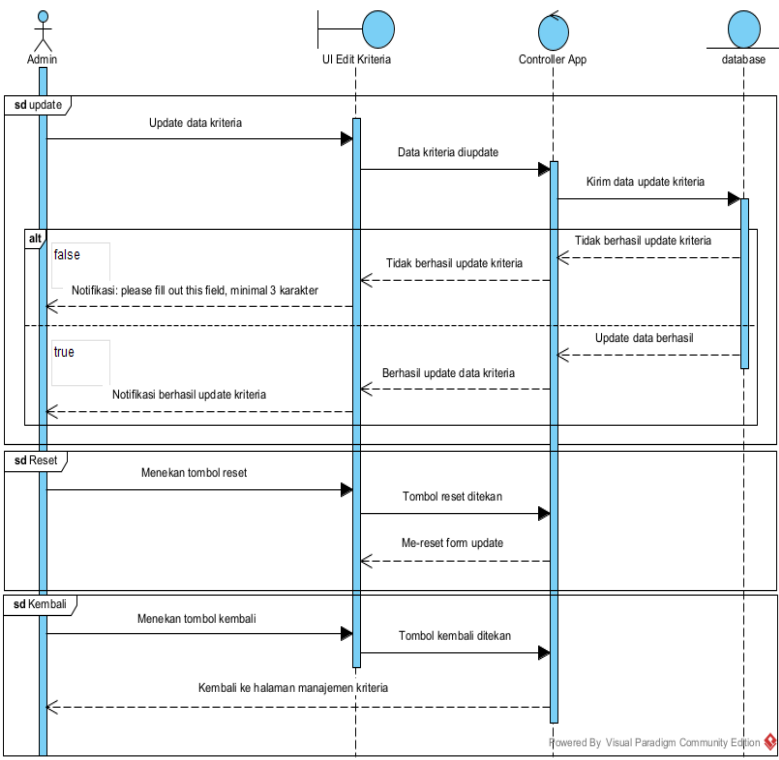 Admin
UI Edit Kriteria
Controller App
database
sd update
Update data kriteria
Data kriteria diupdate
Kirim data update kriteria
alt
false
Tidak berhasil update kriteria
Tidak berhasil update kriteria
Notifikasi: please fill out this field, minimal 3 karakter
true
Update data berhasil
Berhasil update data kriteria
Notifikasi berhasil update kriteria
sd Reset
Menekan tombol reset
Tombol reset ditekan
Me-reset form update
sd Kembali
Menekan tombol kembali
Tombol kembali ditekan
Kembali ke halaman manajemen kriteria
Powered By Visual Paradigm Community Edition